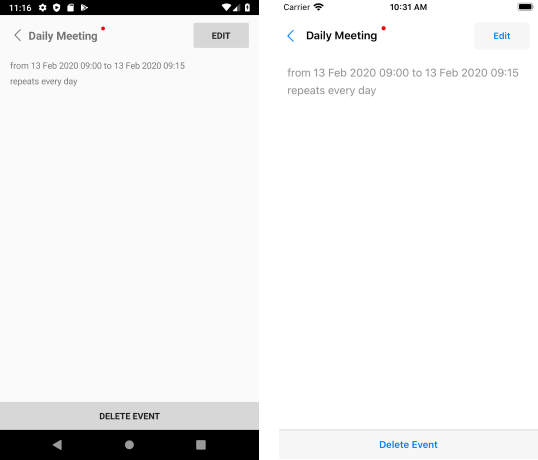 11:16
Daily Meeting
EDIT
from 13 Feb 2020 09:00 to 13 Feb 2020 09:15
repeats every day
DELETE EVENT
Carrier 10:31 AM
Daily Meeting
Edit
from 13 Feb 2020 09:00 to 13 Feb 2020 09:15
repeats every day
Delete Event